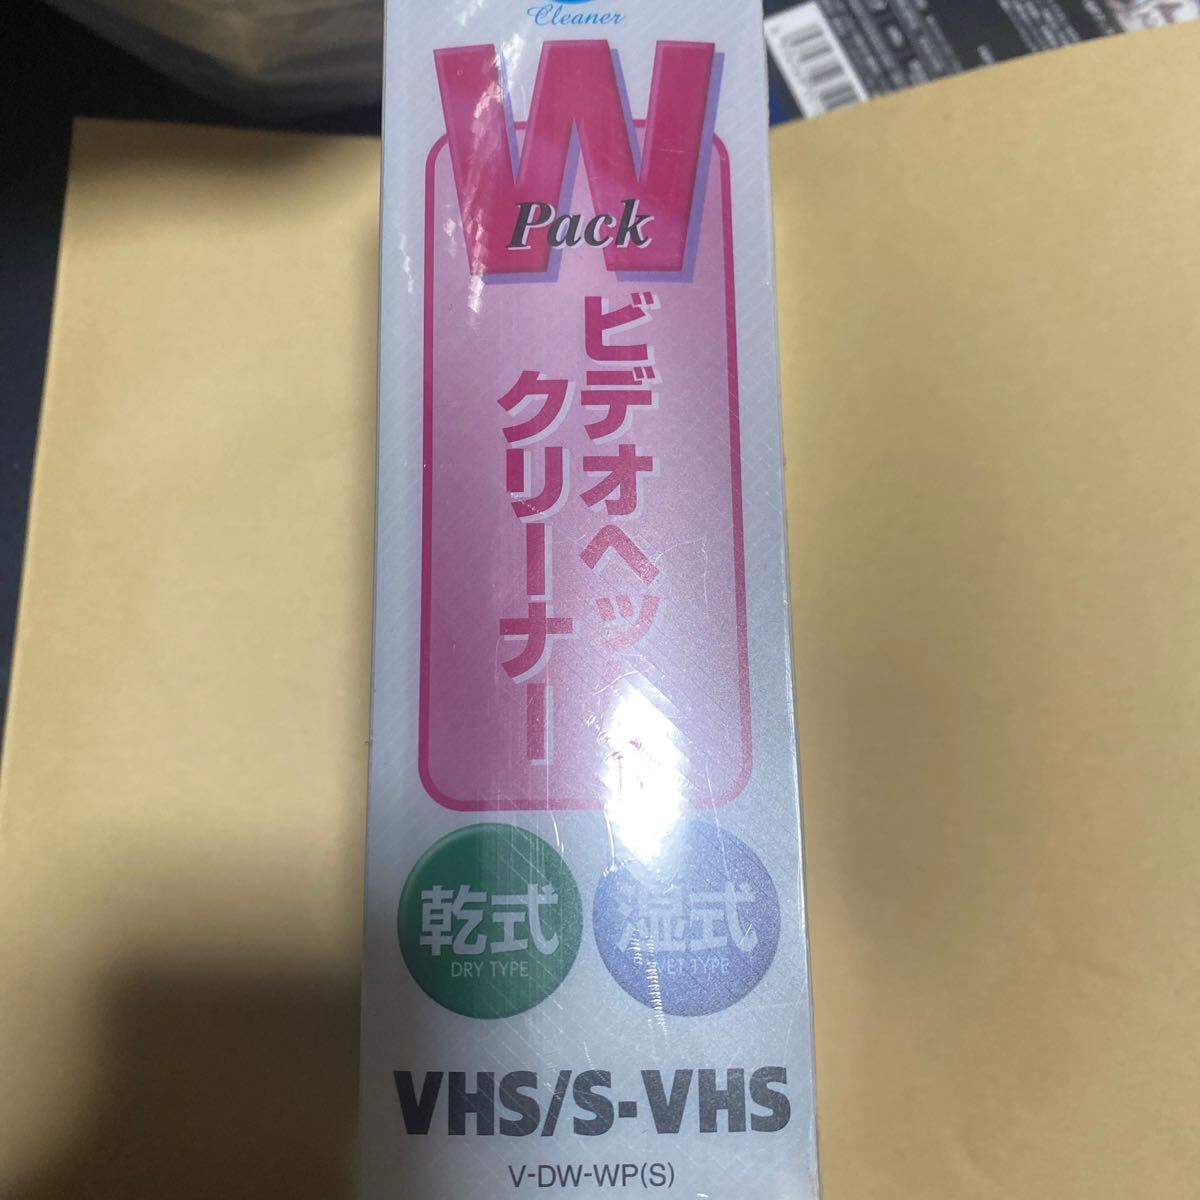 Cleaner
W
Pack
ビデオヘッ
クリーナー
乾式
DRY TYPE
湿式
WET TYPE
VHS/S-VHS
V-DW-WP(S)